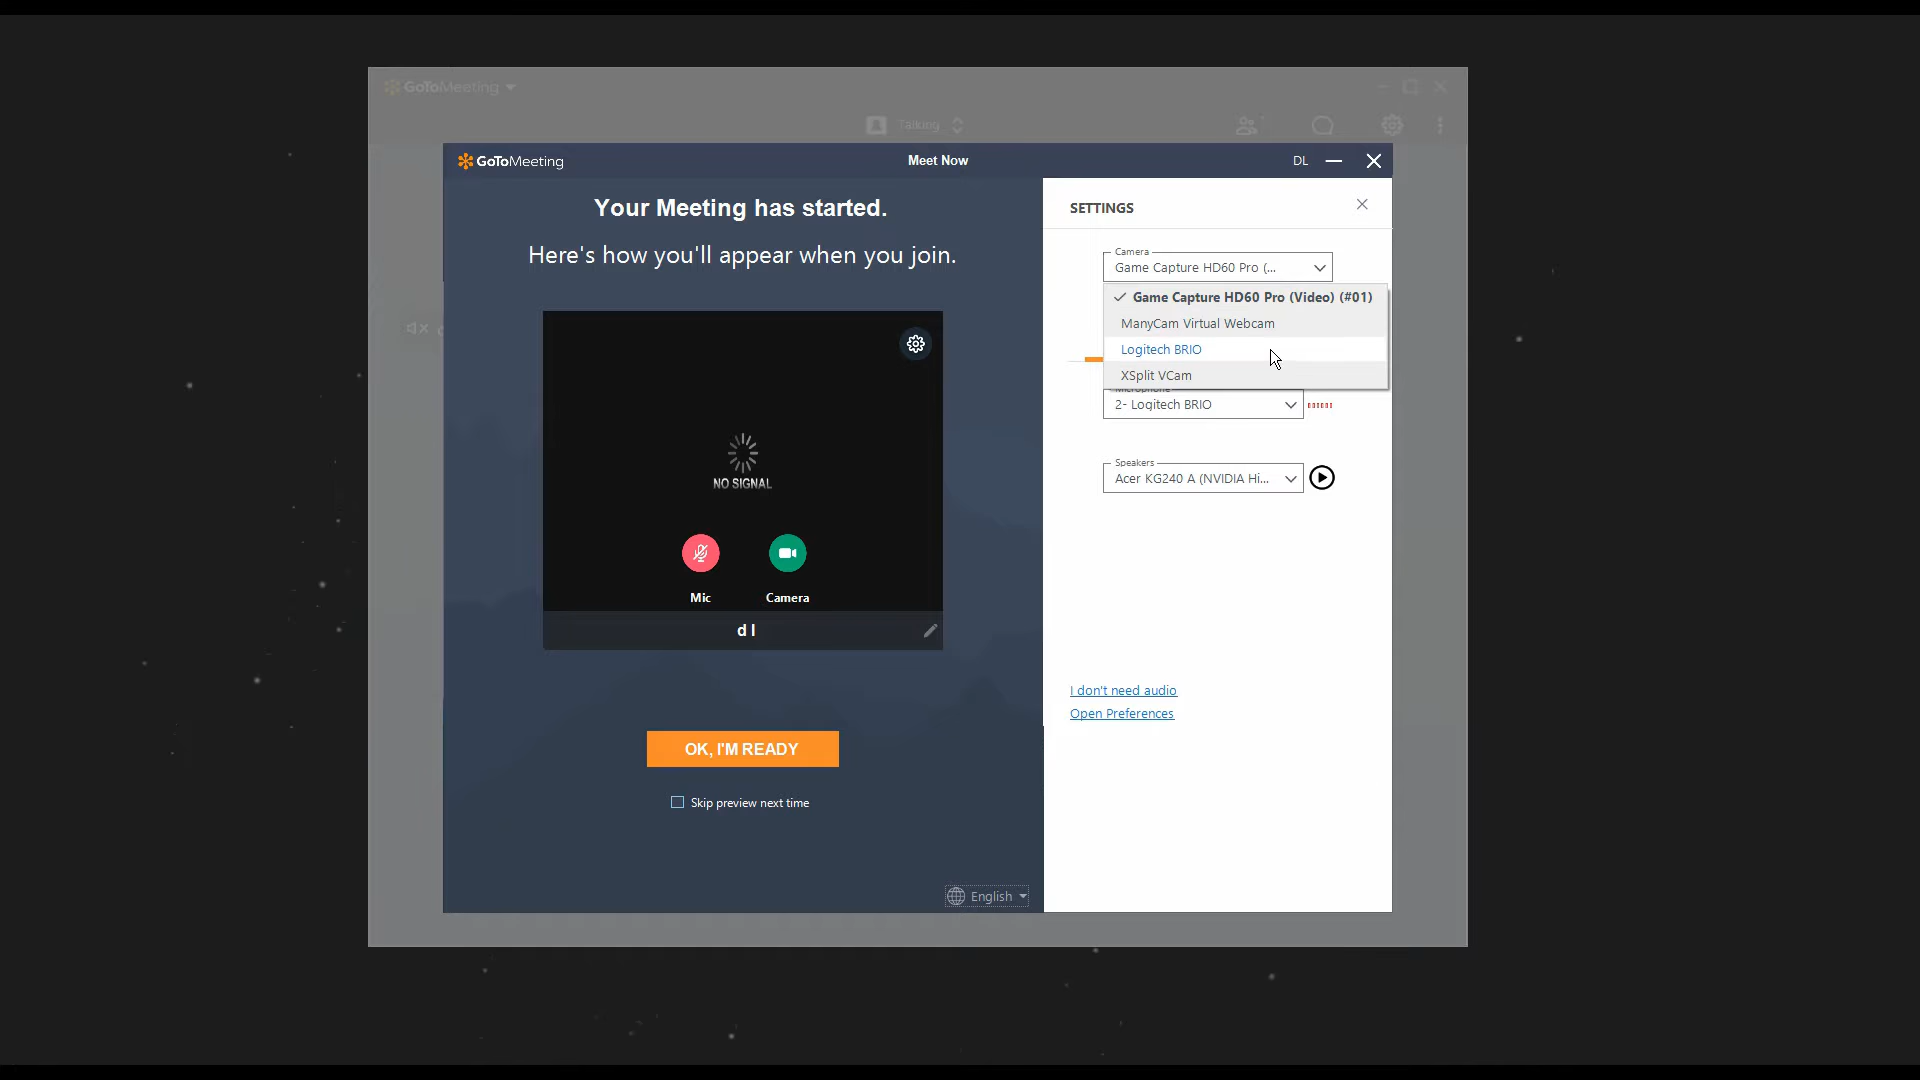 GoToMeeting
Talking
GoToMeeting
Meet Now
DL
Your Meeting has started.
Here's how you'll appear when you join.
NO SIGNAL
Mic
Camera
d l
OK, I'M READY
Skip preview next time
English
SETTINGS
Camera
Game Capture HD60 Pro (...
Game Capture HD60 Pro (Video) (#01)
ManyCam Virtual Webcam
Logitech BRIO
XSplit VCam
Microphone
2- Logitech BRIO
Speakers
Acer KG240 A (NVIDIA Hi...
I don't need audio
Open Preferences